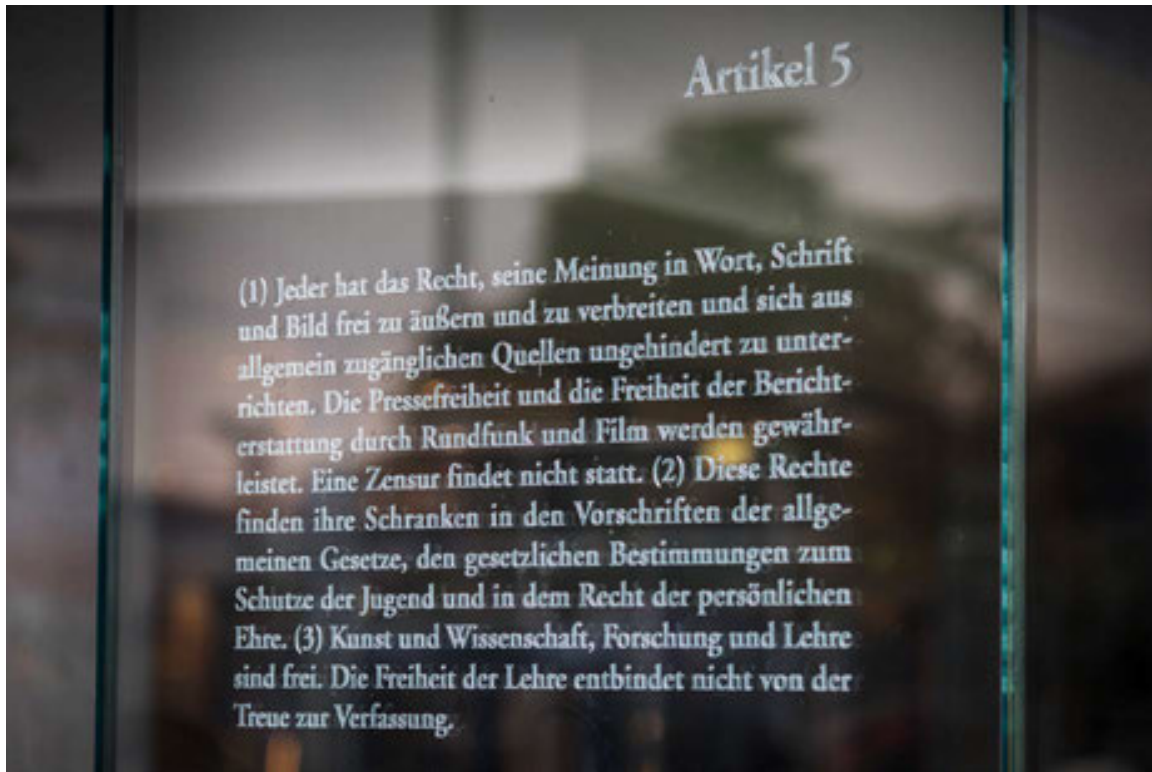 Artikel 5
(1) Jeder hat das Recht, seine Meinung in Wort, Schrift
und Bild frei zu äußern und zu verbreiten und sich aus
allgemein zugänglichen Quellen ungehindert zu unter-
richten. Die Pressefreiheit und die Freiheit der Bericht-
erstattung durch Rundfunk und Film werden gewähr-
leistet. Eine Zensur findet nicht statt. (2) Diese Rechte
finden ihre Schranken in den Vorschriften der allge-
meinen Gesetze, den gesetzlichen Bestimmungen zum
Schutze der Jugend und in dem Recht der persönlichen
Ehre. (3) Kunst und Wissenschaft, Forschung und Lehre
sind frei. Die Freiheit der Lehre entbindet nicht von der
Treue zur Verfassung.